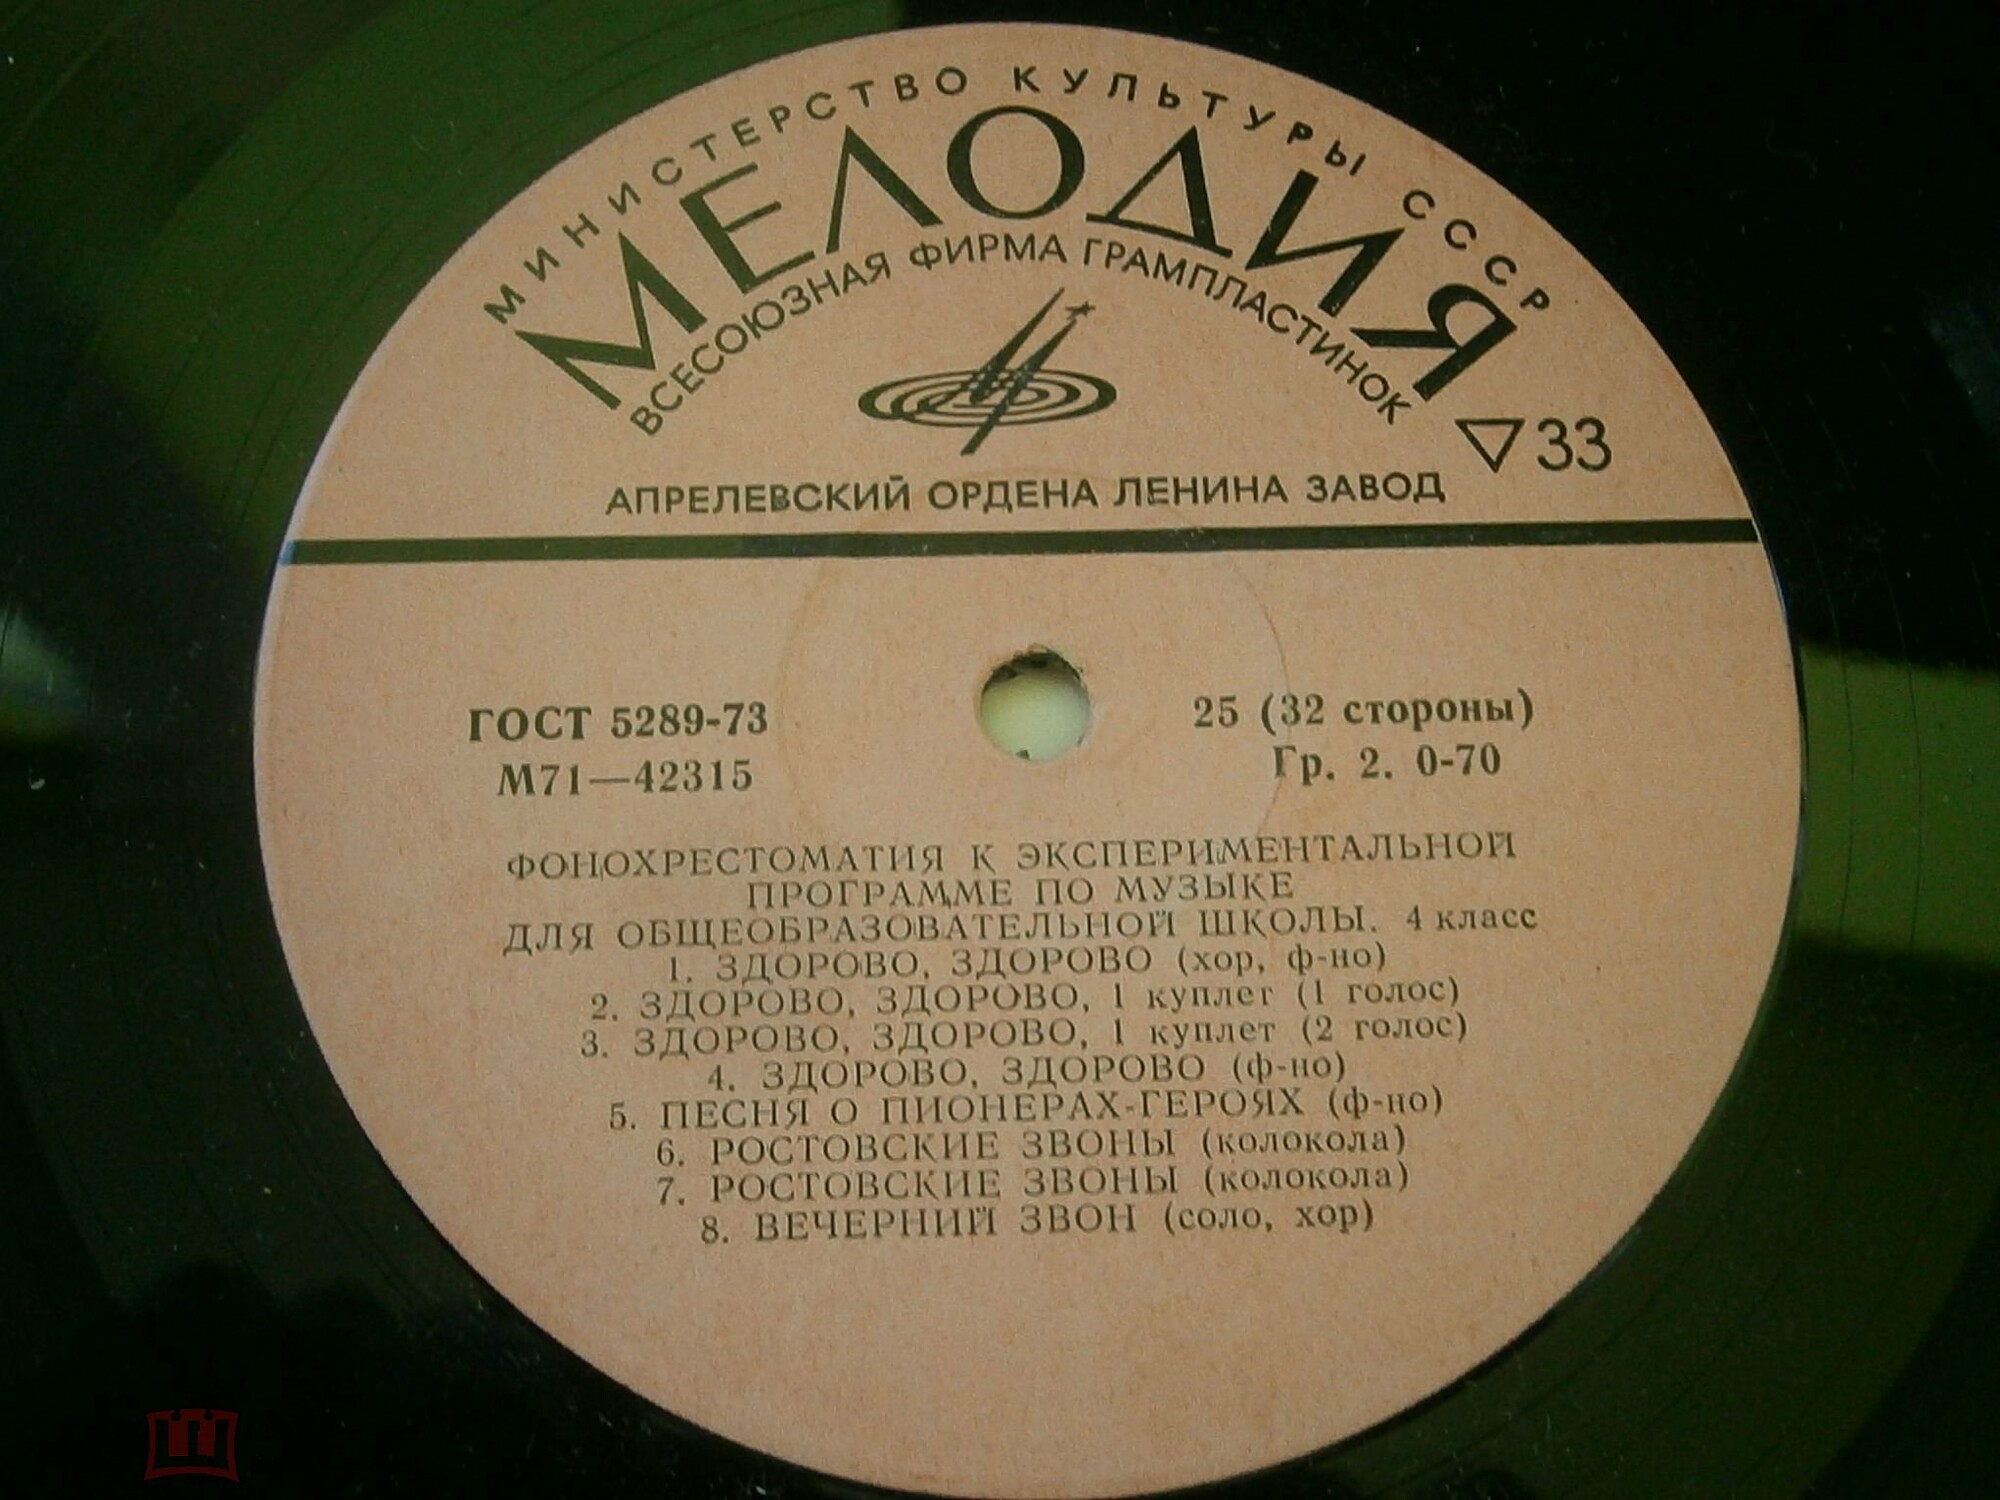 МИНИСТЕРСТВО КУЛЬТУРЫ СССР
МЕЛОДИЯ
ВСЕСОЮЗНАЯ ФИРМА ГРАМПЛАСТИНОК
33
АПРЕЛЕВСКИЙ ОРДЕНА ЛЕНИНА ЗАВОД
ГОСТ 5289-73
25 (32 стороны)
М71—42315
Гр. 2. 0-70
ФОНОХРЕСТОМАТИЯ К ЭКСПЕРИМЕНТАЛЬНОЙ
ПРОГРАММЕ ПО МУЗЫКЕ
ДЛЯ ОБЩЕОБРАЗОВАТЕЛЬНОЙ ШКОЛЫ. 4 класс
1. ЗДОРОВО, ЗДОРОВО (хор, ф-но)
2. ЗДОРОВО, ЗДОРОВО, 1 куплет (1 голос)
3. ЗДОРОВО, ЗДОРОВО, 1 куплет (2 голос)
4. ЗДОРОВО, ЗДОРОВО (ф-но)
5. ПЕСНЯ О ПИОНЕРАХ-ГЕРОЯХ (ф-но)
6. РОСТОВСКИЕ ЗВОНЫ (колокола)
7. РОСТОВСКИЕ ЗВОНЫ (колокола)
8. ВЕЧЕРНИЙ ЗВОН (соло, хор)